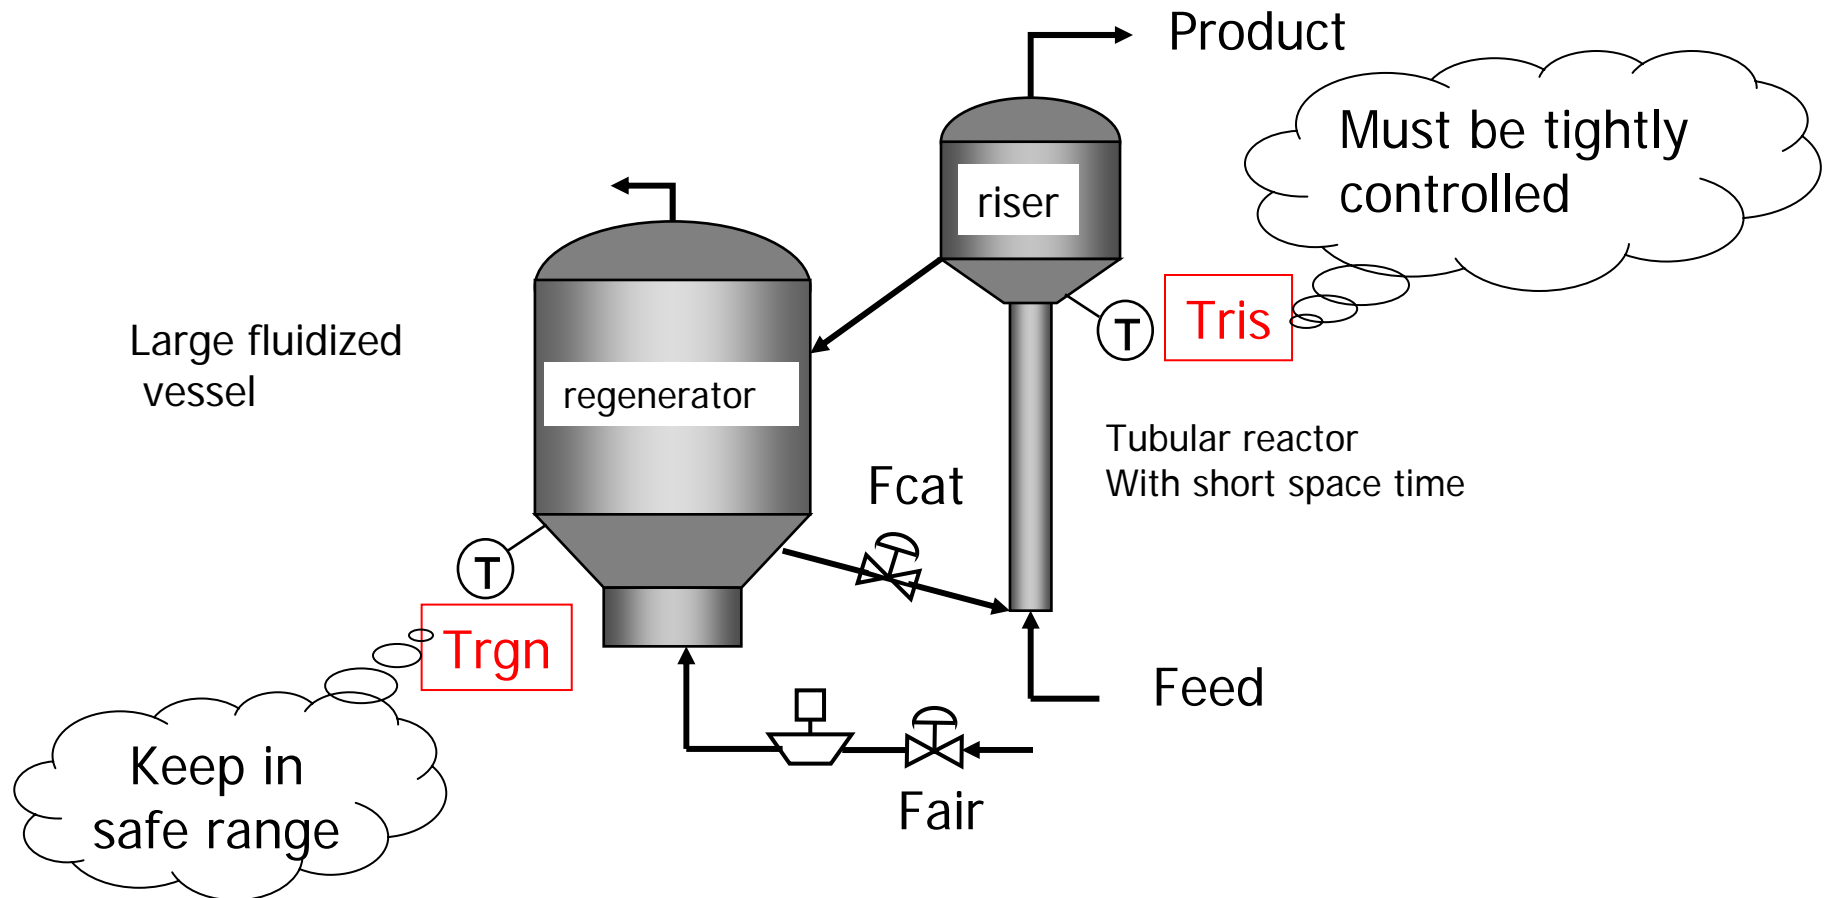 Product
Must be tightly
controlled
riser
Tris
T
Large fluidized
vessel
regenerator
Tubular reactor
With short space time
Fcat
T
Trgn
Feed
Keep in
safe range
Fair